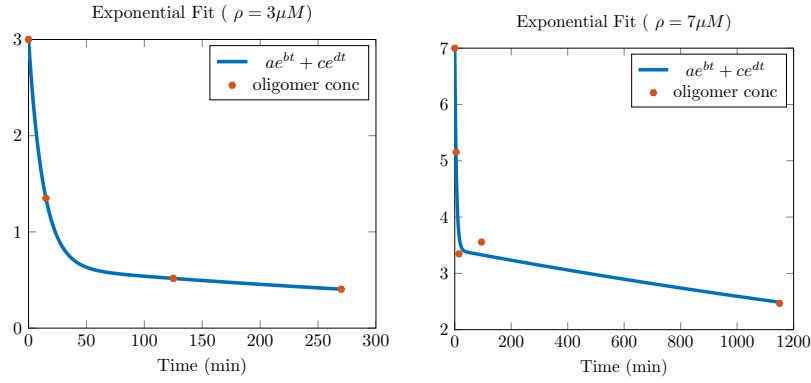 Exponential Fit ( ρ = 3μM)
3
2
1
0
0 50 100 150 200 250 300
Time (min)
ae^{bt} + ce^{dt}
oligomer conc
Exponential Fit ( ρ = 7μM)
7
6
5
4
3
2
0 200 400 600 800 1000 1200
Time (min)
ae^{bt} + ce^{dt}
oligomer conc